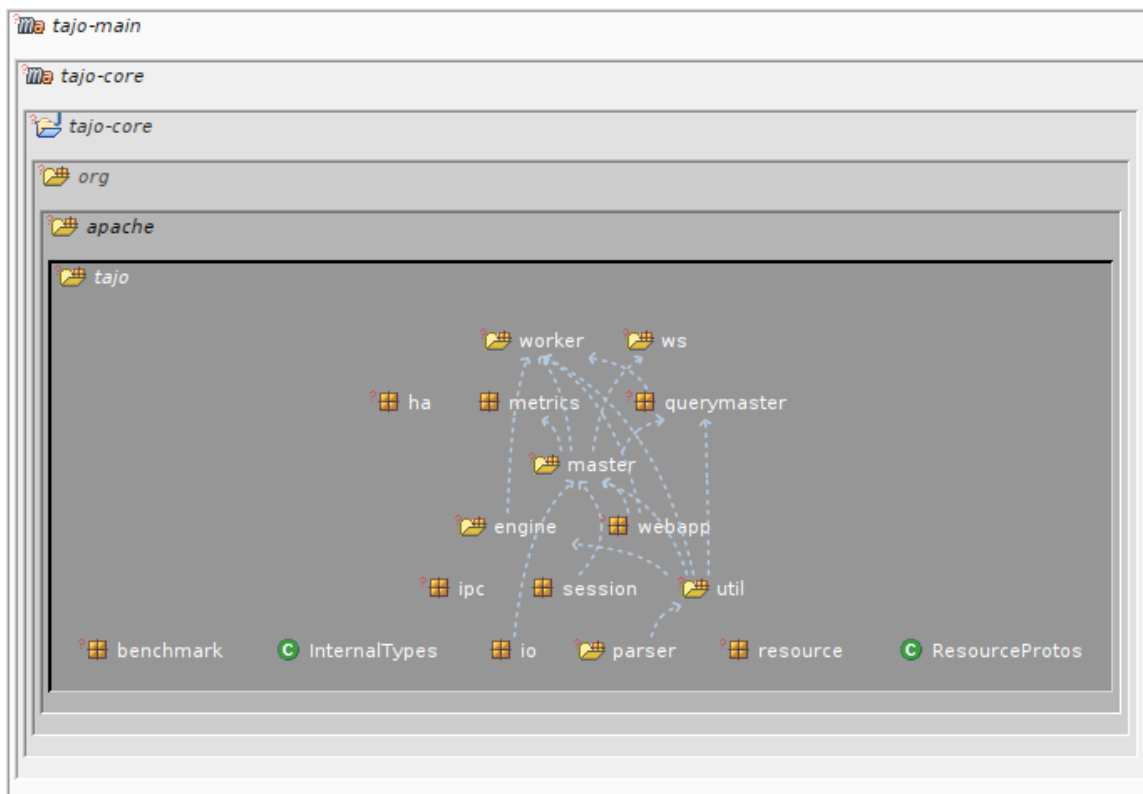 tajo-main
tajo-core
tajo-core
org
apache
tajo
worker ws
ha metrics querymaster
master
engine webapp
ipc session util
benchmark InternalTypes io parser resource ResourceProtos